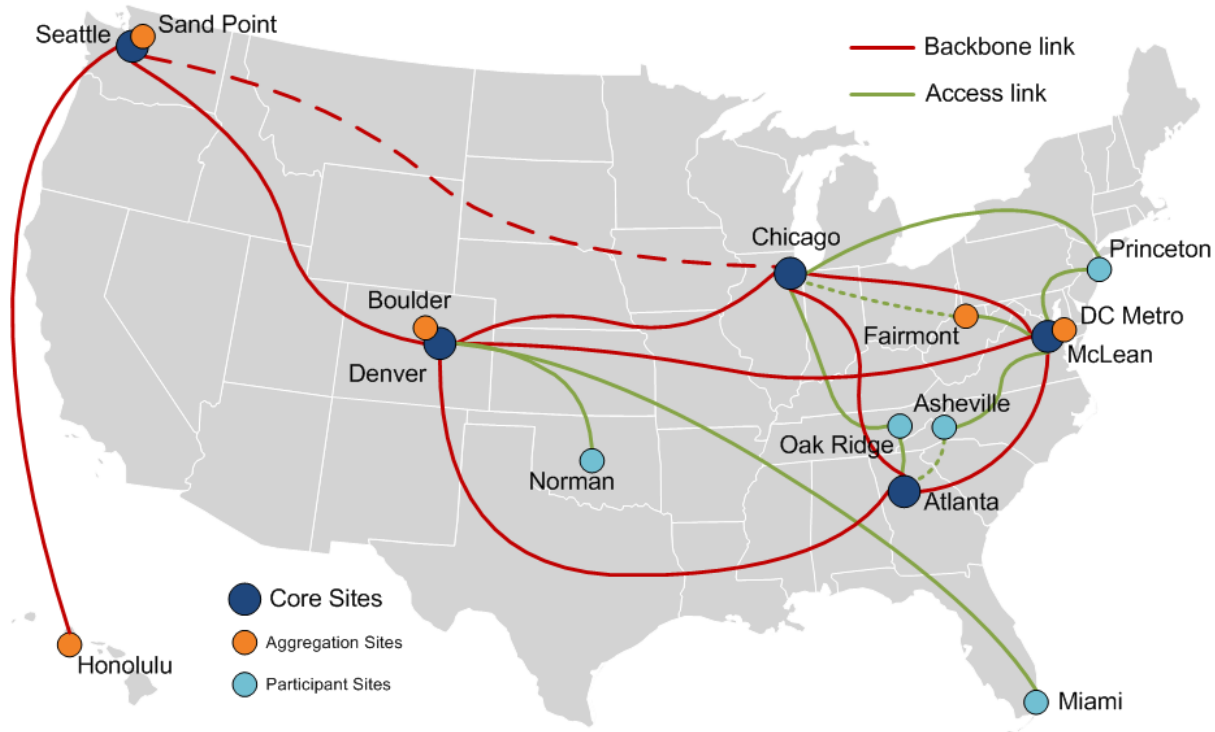 Seattle
Sand Point
Backbone link
Access link
Chicago
Princeton
Boulder
DC Metro
Fairmont
McLean
Denver
Asheville
Oak Ridge
Norman
Atlanta
Core Sites
Aggregation Sites
Honolulu
Participant Sites
Miami